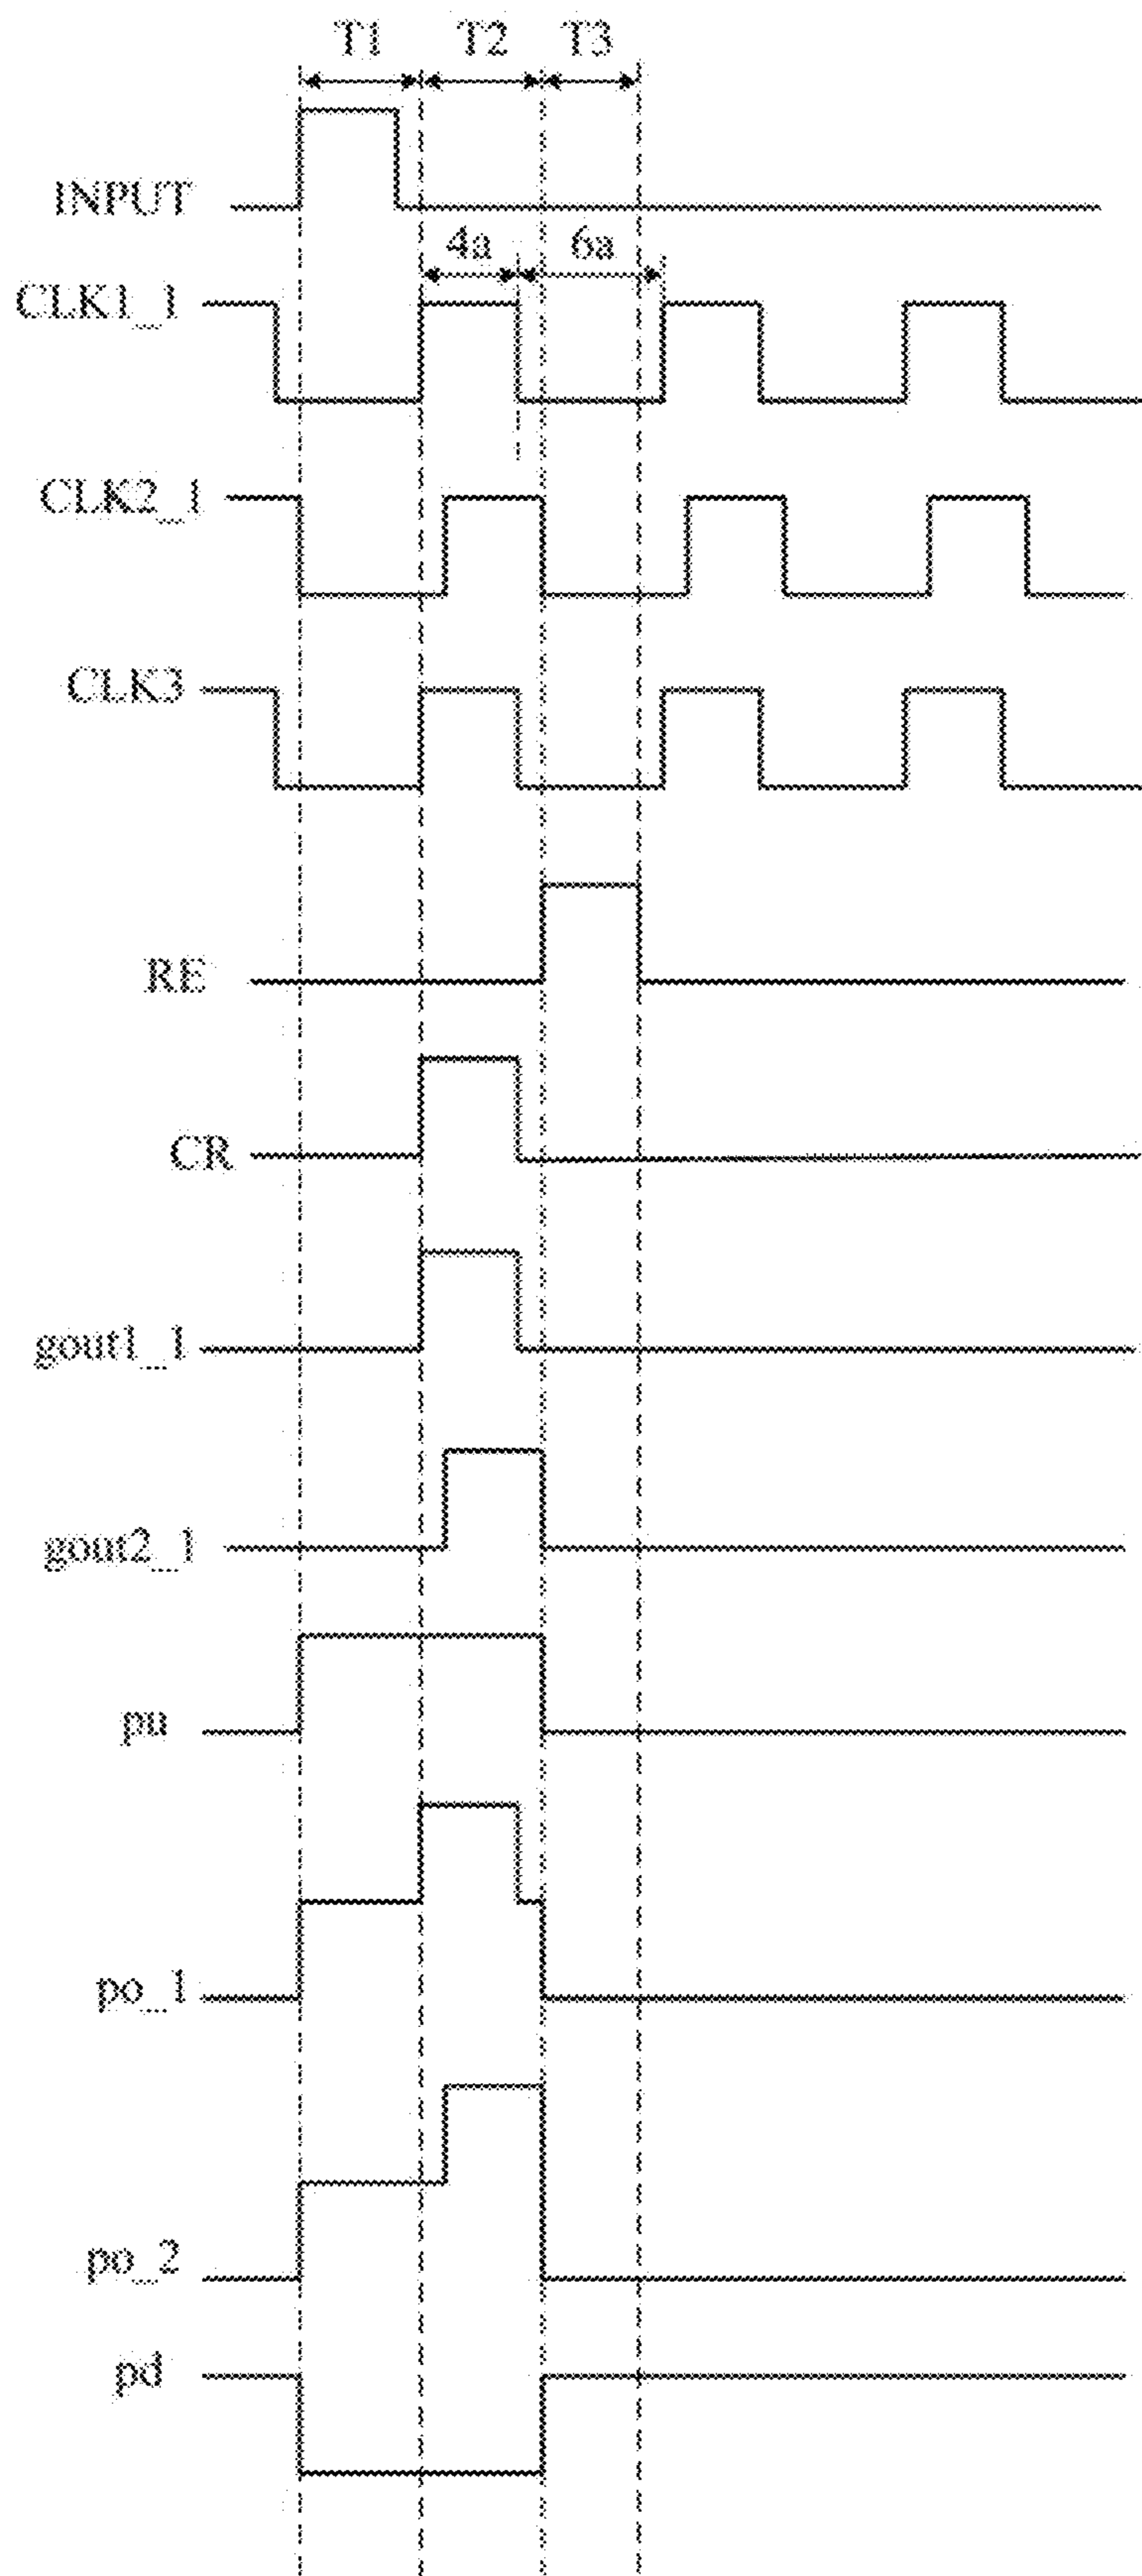 T1 T2 T3
INPUT
4a 6a
CLK1_1
CLK2_1
CLK3
RE
CR
gout1_1
gout2_1
pu
po_1
po_2
pd